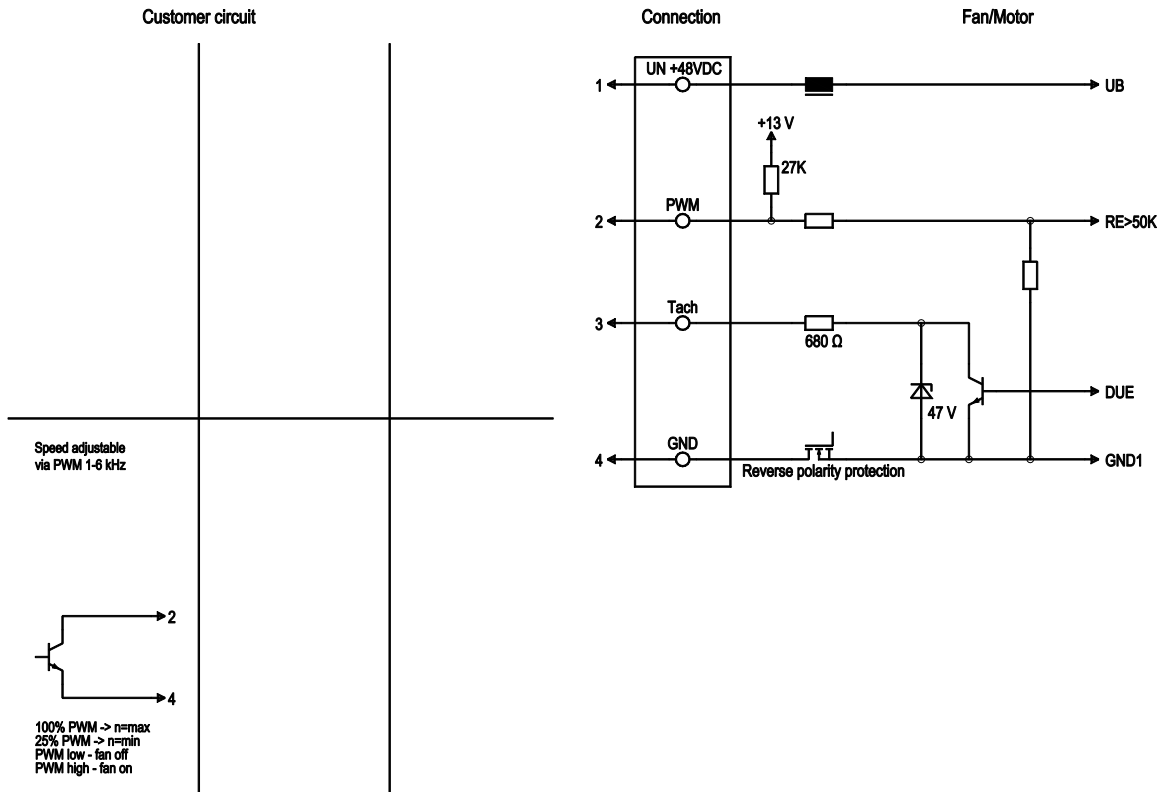 Customer circuit
Connection
Fan/Motor
UN +48VDC
1
UB
+13 V
27K
PWM
2
RE>50K
Tach
3
680 Ω
DUE
47 V
GND
4
GND1
Reverse polarity protection
Speed adjustable
via PWM 1-6 kHz
2
4
100% PWM -> n=max
25% PWM -> n=min
PWM low - fan off
PWM high - fan on